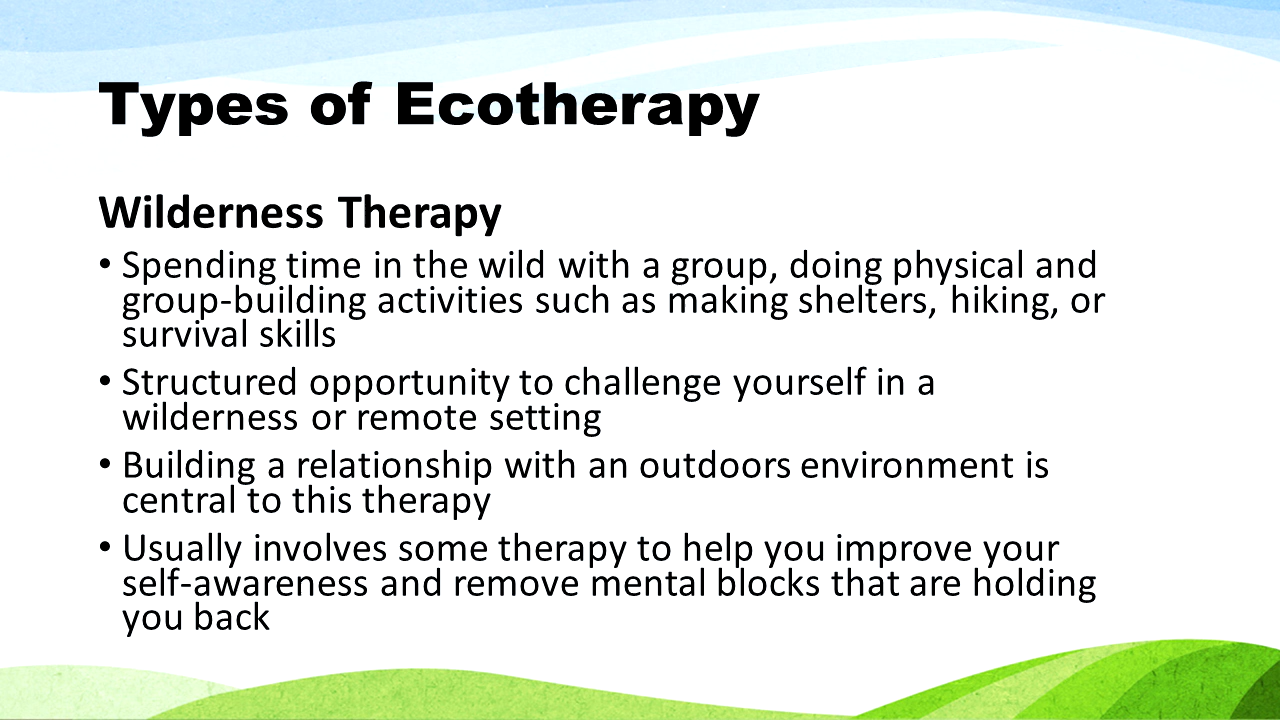 Types of Ecotherapy
Wilderness Therapy
• Spending time in the wild with a group, doing physical and
group-building activities such as making shelters, hiking, or
survival skills
• Structured opportunity to challenge yourself in a
wilderness or remote setting
• Building a relationship with an outdoors environment is
central to this therapy
• Usually involves some therapy to help you improve your
self-awareness and remove mental blocks that are holding
you back